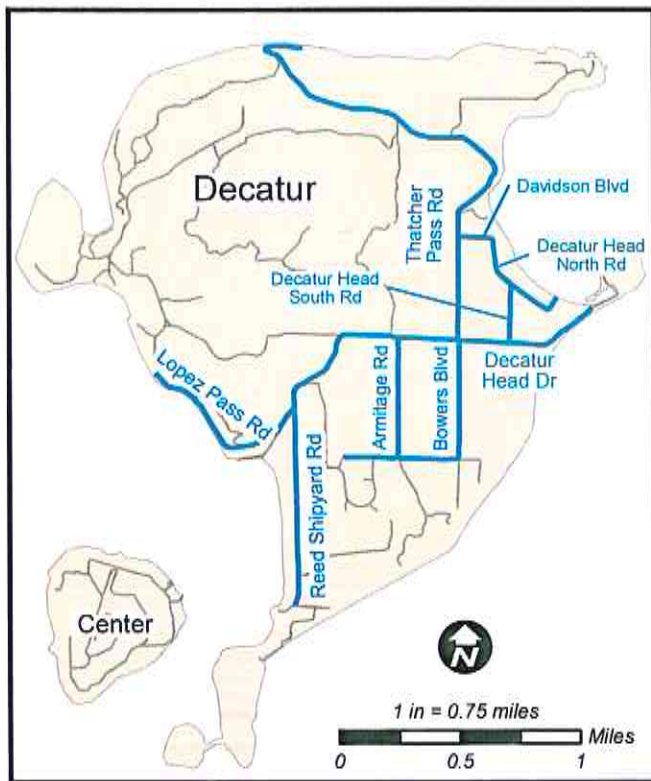 Decatur
Thatcher
Pass Rd
Davidson Blvd
Decatur Head
North Rd
Decatur Head
South Rd
Lopez Pass Rd
Armitage Rd
Bowers Blvd
Decatur
Head Dr
Reed Shipyard Rd
Center
N
1 in = 0.75 miles
Miles
0 0.5 1